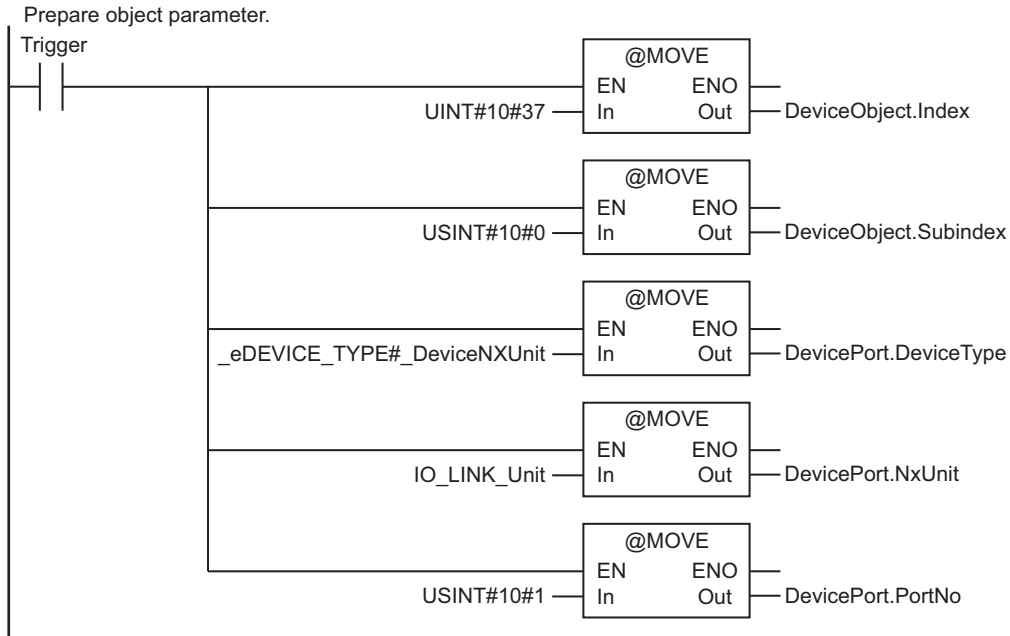 Prepare object parameter.
Trigger
@MOVE
EN ENO
UINT#10#37 In Out DeviceObject.Index
@MOVE
EN ENO
USINT#10#0 In Out DeviceObject.Subindex
@MOVE
EN ENO
_eDEVICE_TYPE#_DeviceNXUnit In Out DevicePort.DeviceType
@MOVE
EN ENO
IO_LINK_Unit In Out DevicePort.NxUnit
@MOVE
EN ENO
USINT#10#1 In Out DevicePort.PortNo